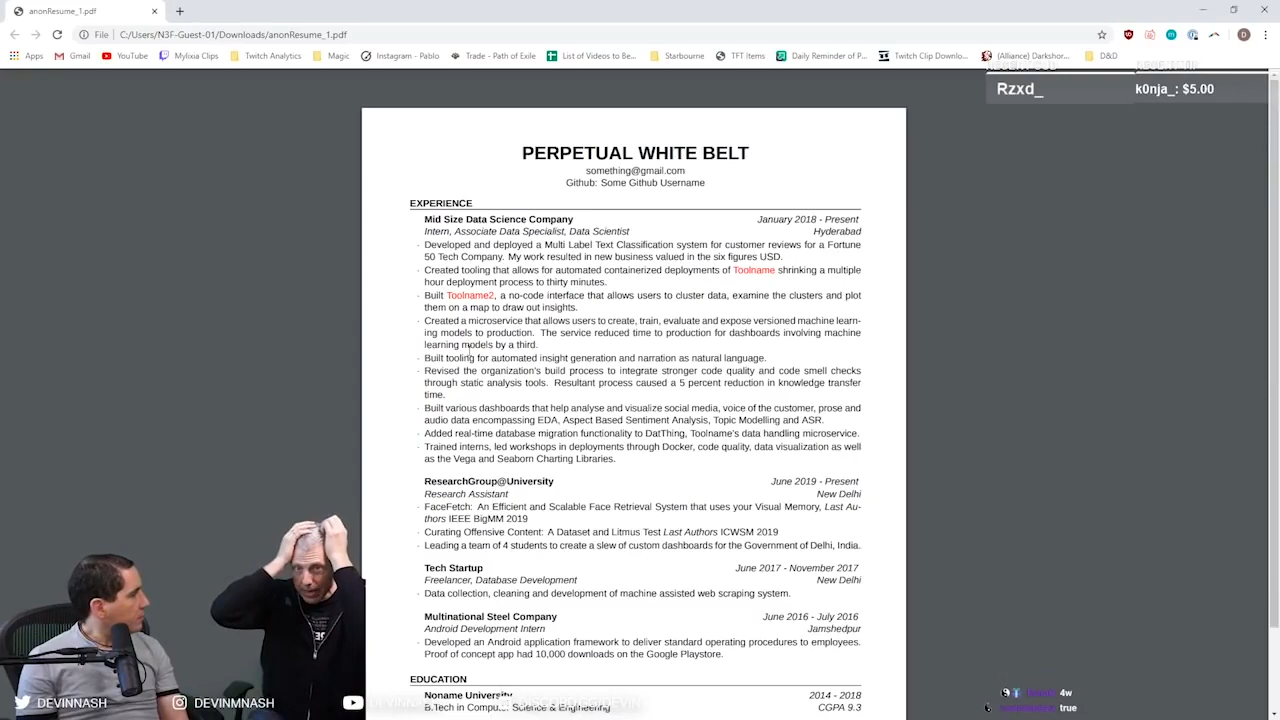 anonResume_1.pdf
File C:/Users/N3F-Guest-01/Downloads/anonResume_1.pdf
Apps Gmail YouTube Mylixia Clips Twitch Analytics Magic Instagram - Pablo Trade - Path of Exile List of Videos to Be... Starbourne TFT Items Daily Reminder of P... Twitch Clip Downlo... (Alliance) Darkshor... D&D
Rzxd_ k0nja_: $5.00
PERPETUAL WHITE BELT
something@gmail.com
Github: Some Github Username
EXPERIENCE
Mid Size Data Science Company January 2018 - Present
Intern, Associate Data Specialist, Data Scientist Hyderabad
· Developed and deployed a Multi Label Text Classification system for customer reviews for a Fortune
50 Tech Company. My work resulted in new business valued in the six figures USD.
· Created tooling that allows for automated containerized deployments of Toolname shrinking a multiple
hour deployment process to thirty minutes.
· Built Toolname2, a no-code interface that allows users to cluster data, examine the clusters and plot
them on a map to draw out insights.
· Created a microservice that allows users to create, train, evaluate and expose versioned machine learn-
ing models to production. The service reduced time to production for dashboards involving machine
learning models by a third.
· Built tooling for automated insight generation and narration as natural language.
· Revised the organization's build process to integrate stronger code quality and code smell checks
through static analysis tools. Resultant process caused a 5 percent reduction in knowledge transfer
time.
· Built various dashboards that help analyse and visualize social media, voice of the customer, prose and
audio data encompassing EDA, Aspect Based Sentiment Analysis, Topic Modelling and ASR.
· Added real-time database migration functionality to DatThing, Toolname's data handling microservice.
· Trained interns, led workshops in deployments through Docker, code quality, data visualization as well
as the Vega and Seaborn Charting Libraries.
ResearchGroup@University June 2019 - Present
Research Assistant New Delhi
· FaceFetch: An Efficient and Scalable Face Retrieval System that uses your Visual Memory, Last Au-
thors IEEE BigMM 2019
· Curating Offensive Content: A Dataset and Litmus Test Last Authors ICWSM 2019
· Leading a team of 4 students to create a slew of custom dashboards for the Government of Delhi, India.
Tech Startup June 2017 - November 2017
Freelancer, Database Development New Delhi
· Data collection, cleaning and development of machine assisted web scraping system.
Multinational Steel Company June 2016 - July 2016
Android Development Intern Jamshedpur
· Developed an Android application framework to deliver standard operating procedures to employees.
Proof of concept app had 10,000 downloads on the Google Playstore.
EDUCATION
Noname University 2014 - 2018
B.Tech in Computer Science & Engineering CGPA 9.3
DEVINNASH DEVINMNASH
4w
true